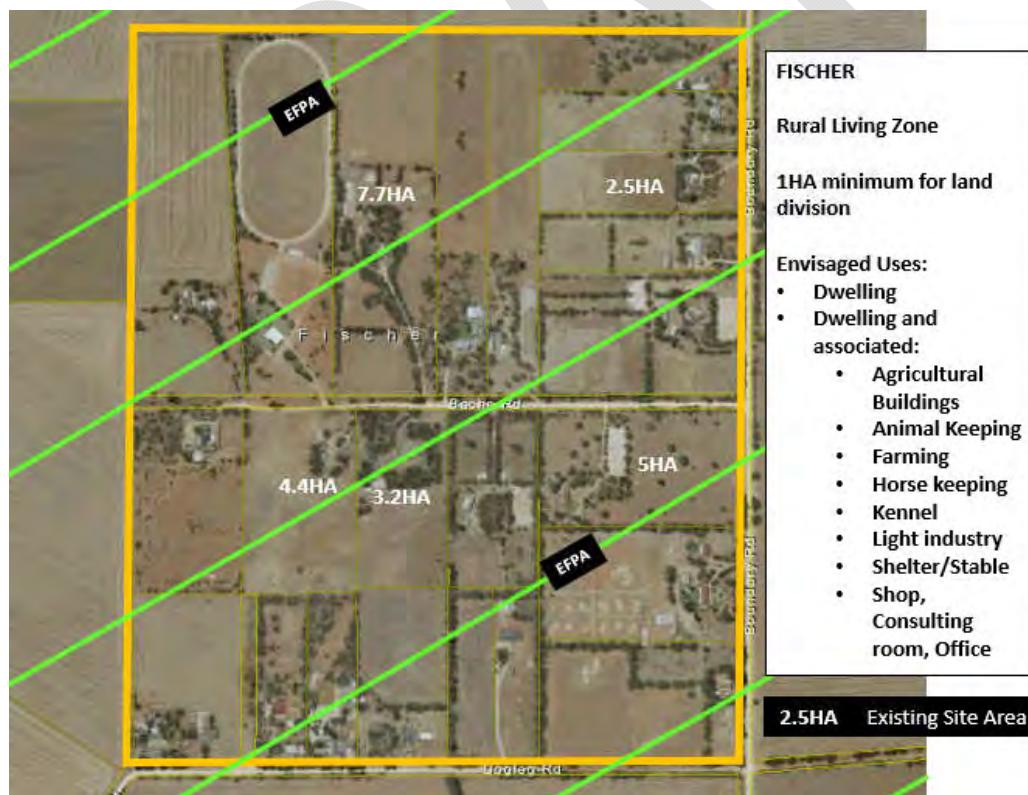 EFPA
7.7HA
2.5HA
Boundary Rd
Fischer
Rd
4.4HA
3.2HA
5HA
EFPA
Boundary Rd
Rd
FISCHER
Rural Living Zone
1HA minimum for land
division
Envisaged Uses:
• Dwelling
• Dwelling and
associated:
• Agricultural
Buildings
• Animal Keeping
• Farming
• Horse keeping
• Kennel
• Light industry
• Shelter/Stable
• Shop,
Consulting
room, Office
2.5HA Existing Site Area